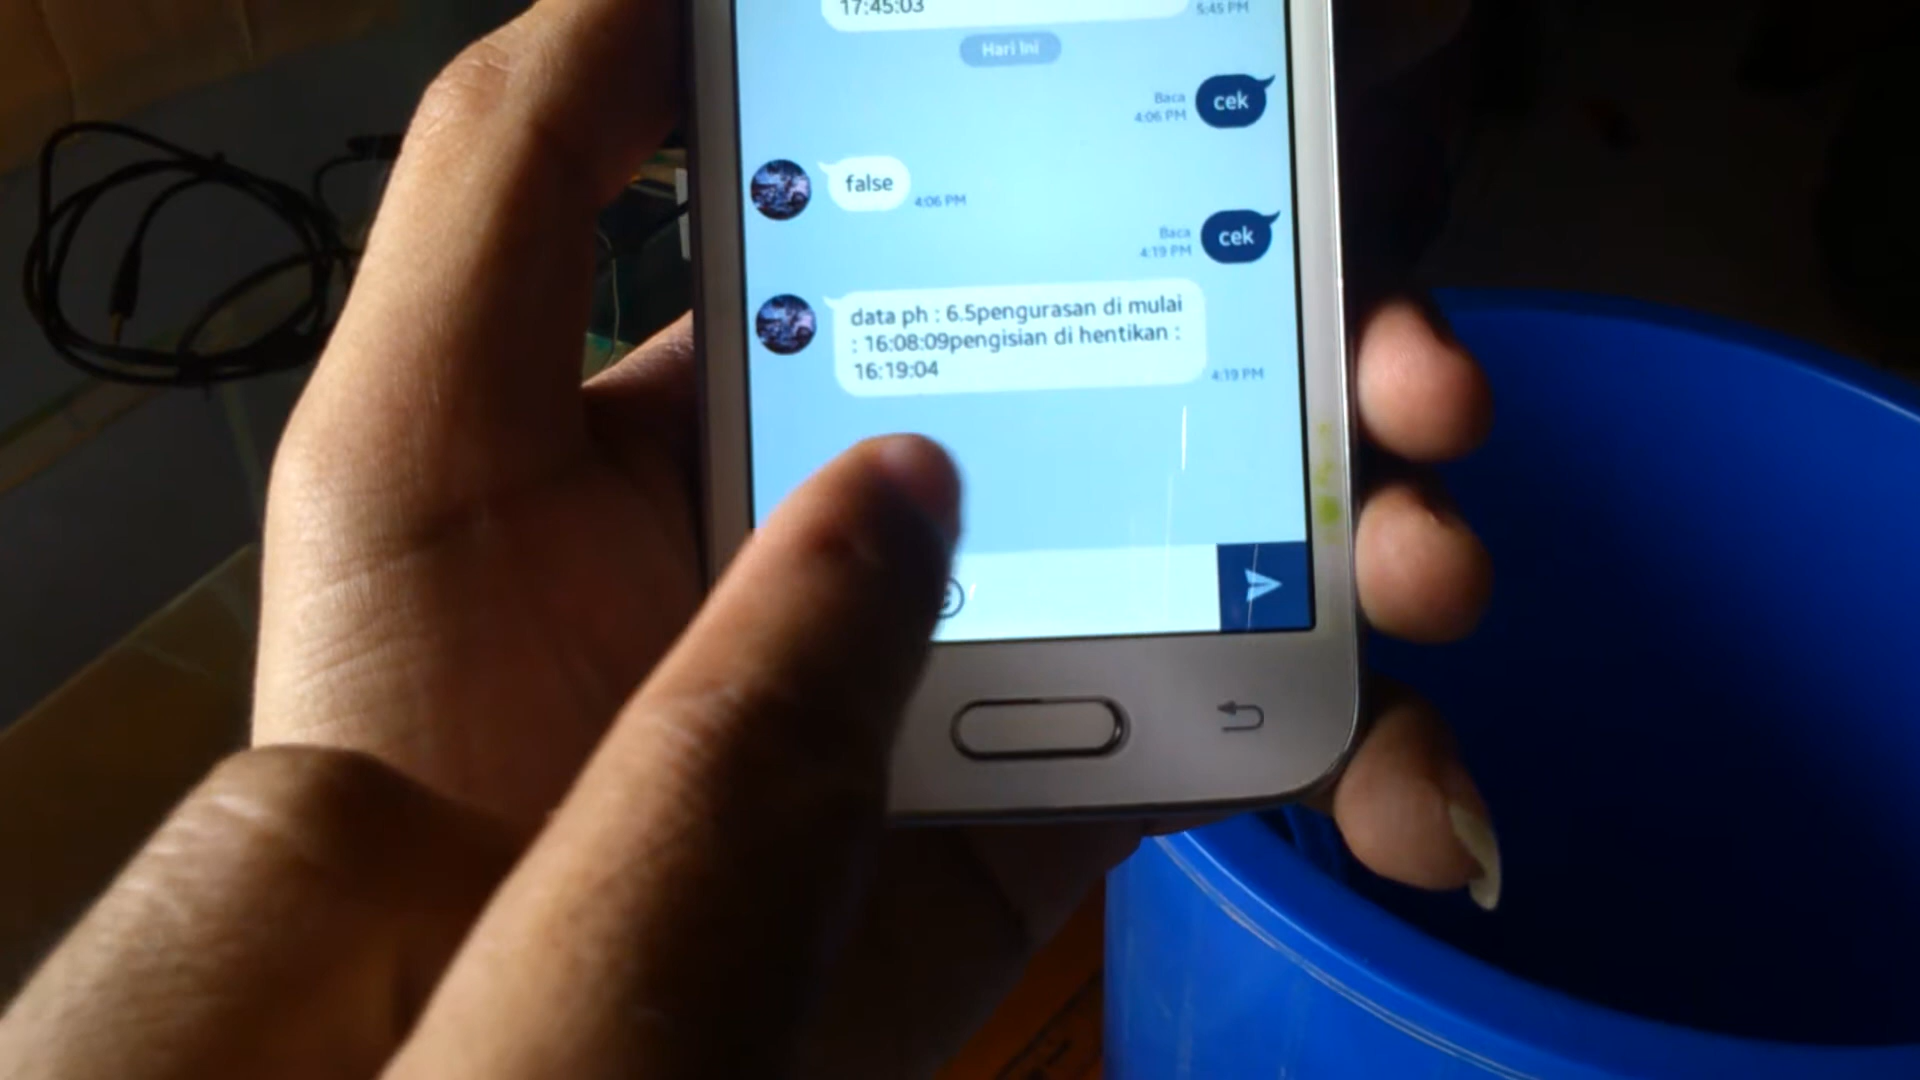 17:45:03
5:45 PM
Hari Ini
Baca
4:06 PM
cek
false
4:06 PM
Baca
4:19 PM
cek
data ph : 6.5pengurasan di mulai
: 16:08:09pengisian di hentikan :
16:19:04
4:19 PM